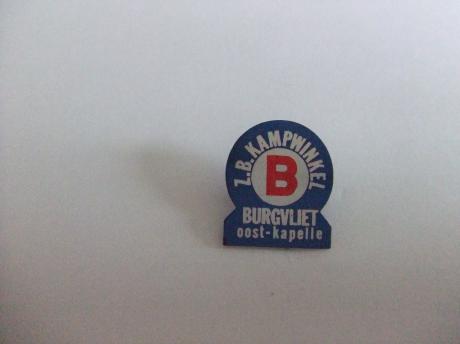 Z.B.KAMPWINKEL
B
BURGVLIET
oost-kapelle